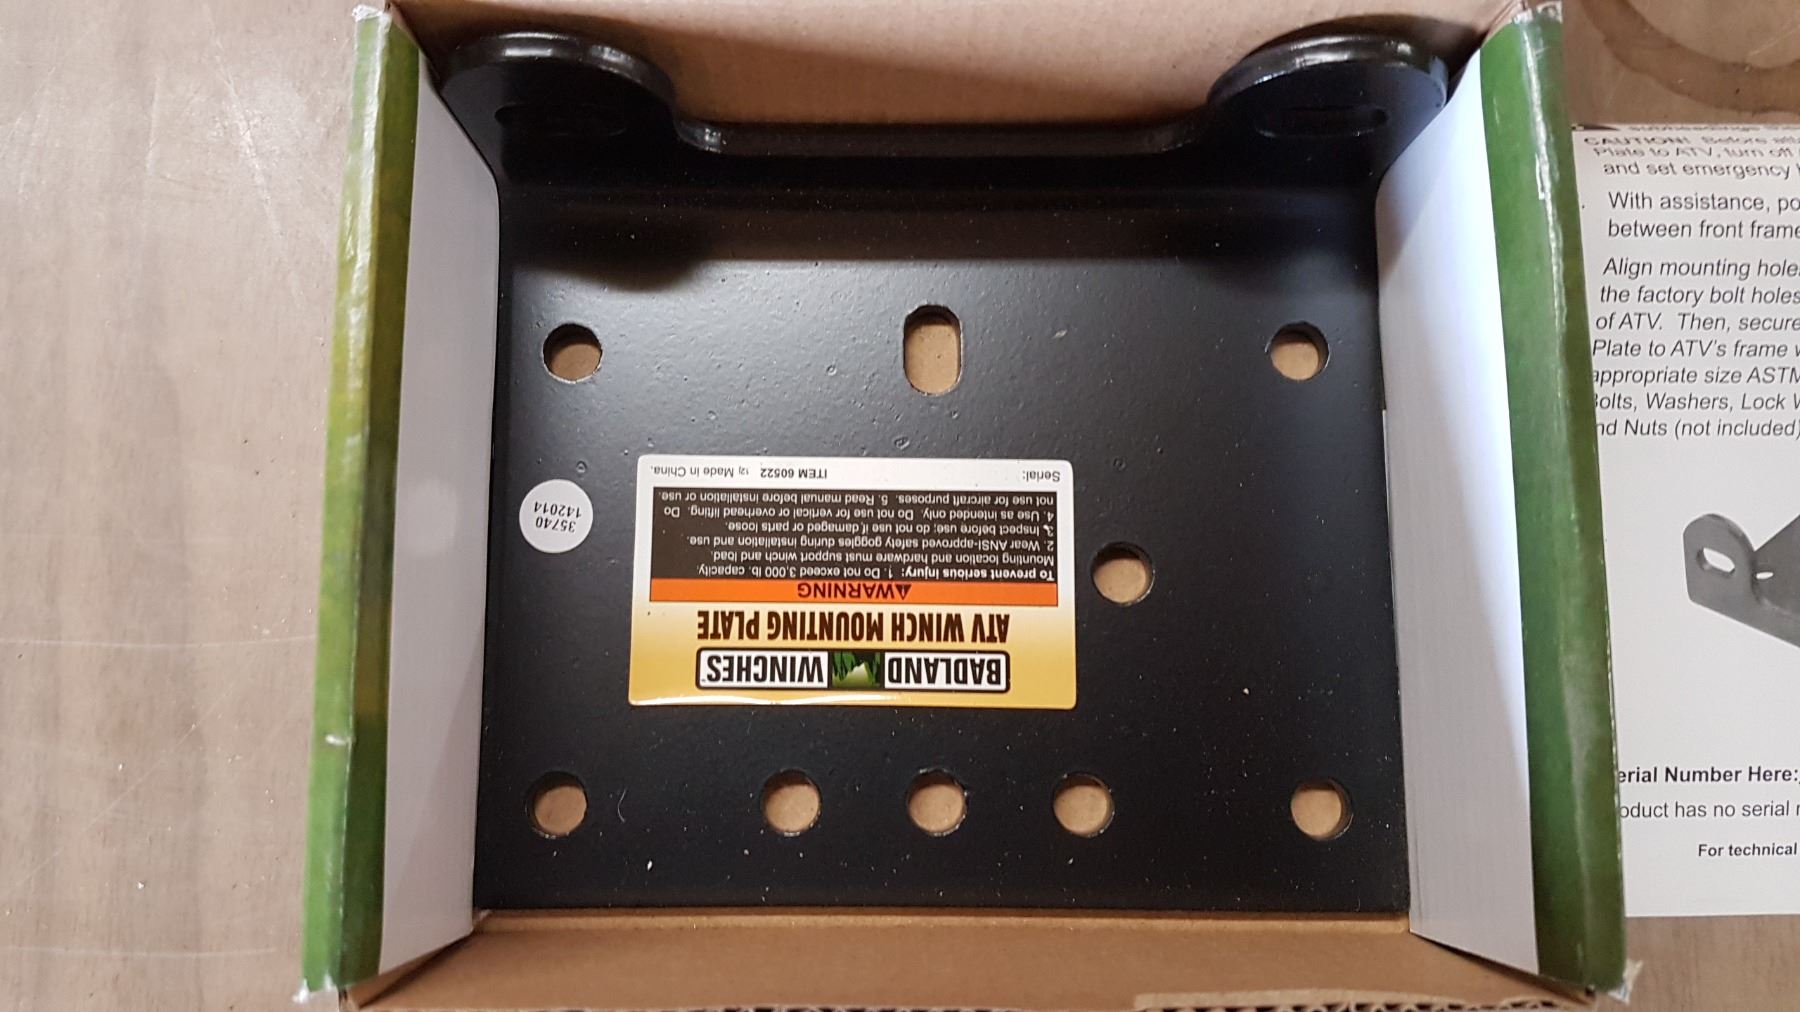 BADLAND WINCHES
ATV WINCH MOUNTING PLATE
WARNING
To prevent serious injury: 1. Do not exceed 3,000 lb. capacity.
Mounting location and hardware must support winch and load.
2. Wear ANSI-approved safety goggles during installation and use.
3. Inspect before use; do not use if damaged or parts loose.
4. Use as intended only. Do not use for vertical or overhead lifting. Do
not use for aircraft purposes. 5. Read manual before installation or use.
Serial: ITEM 60522 12j Made in China.
35740
142014
CAUTION! Before
Plate to ATV, turn off
and set emergency
With assistance, po
between front frame
Align mounting hole
the factory bolt holes
of ATV. Then, secure
Plate to ATV's frame
appropriate size ASTM
Bolts, Washers, Lock
nd Nuts (not included)
erial Number Here:
oduct has no serial
For technical